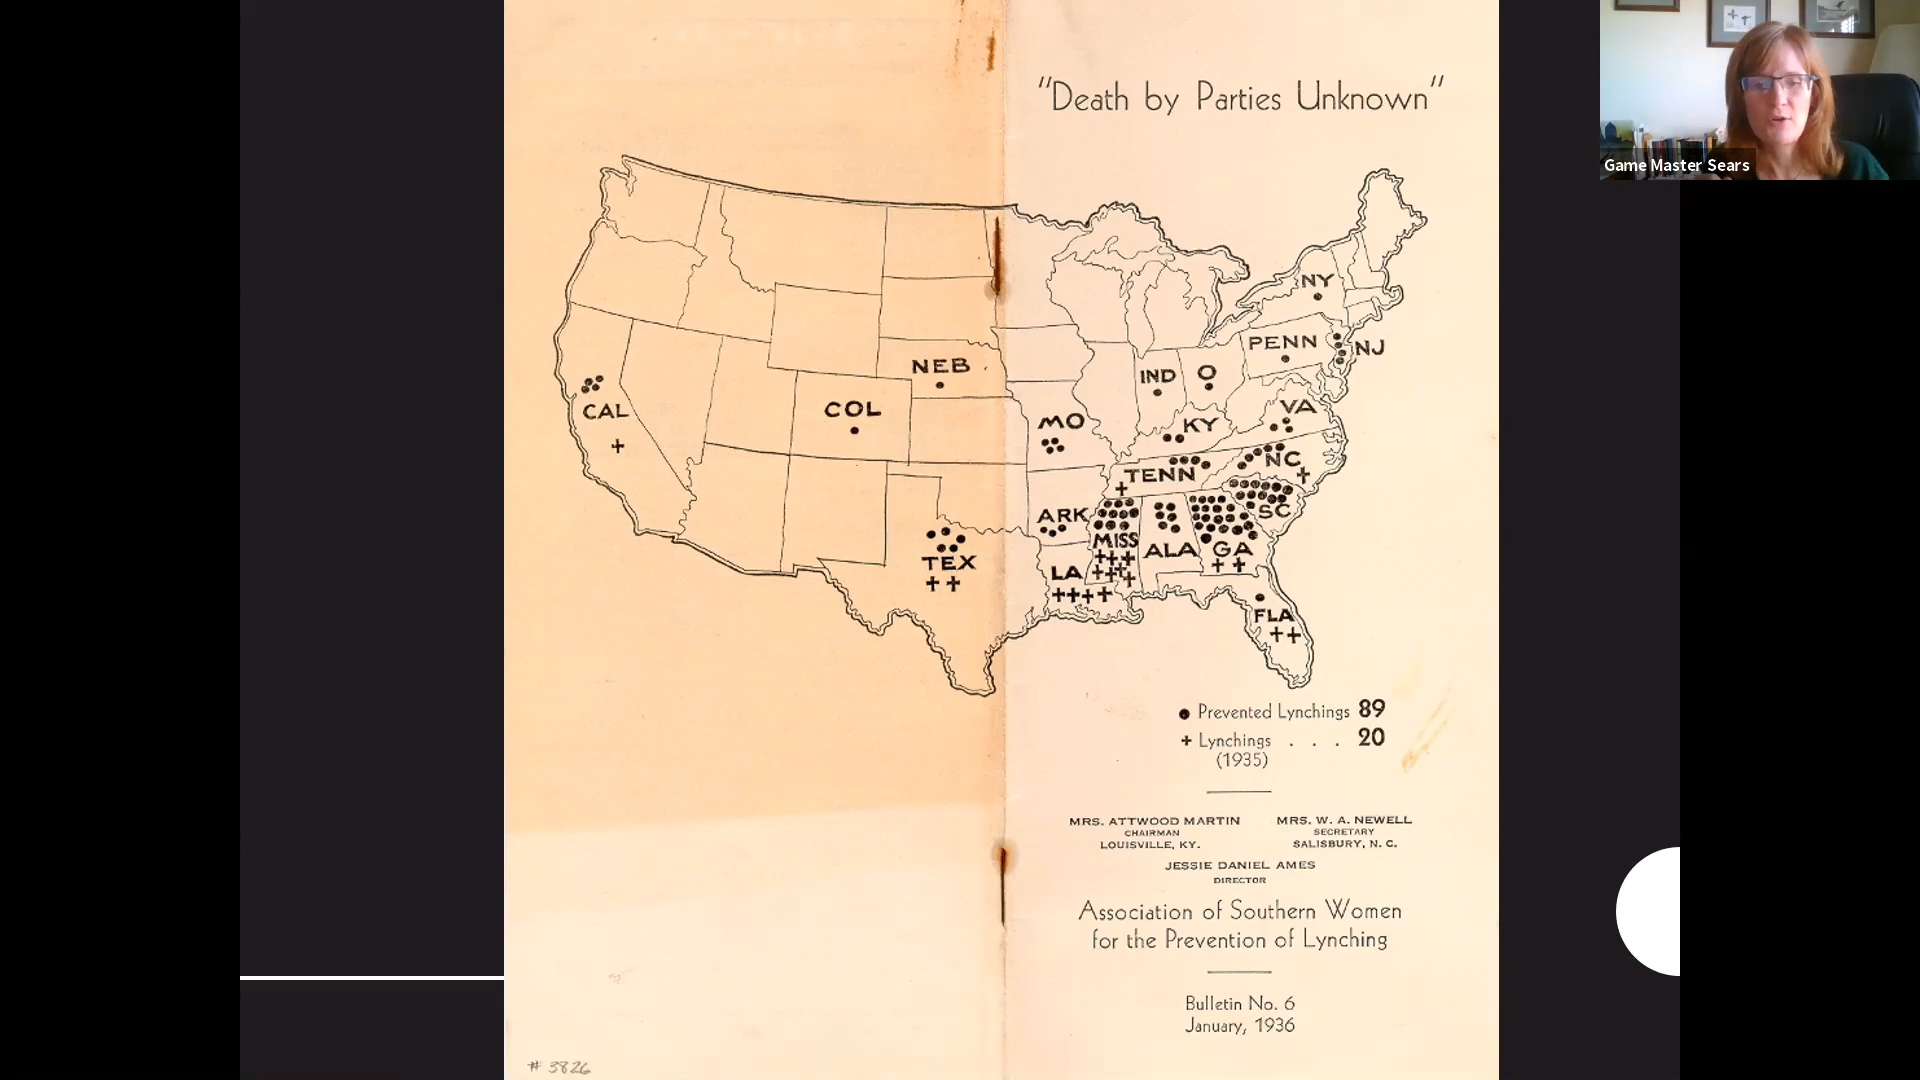 "Death by Parties Unknown"
Game Master Sears
NY
PENN
NJ
NEB
IND
O
CAL
COL
MO
KY
VA
TENN
NC
ARK
SC
MISS
ALA
GA
TEX
LA
FLA
Prevented Lynchings 89
Lynchings . . . 20
(1935)
MRS. ATTWOOD MARTIN
CHAIRMAN
LOUISVILLE, KY.
MRS. W. A. NEWELL
SECRETARY
SALISBURY, N. C.
JESSIE DANIEL AMES
DIRECTOR
Association of Southern Women
for the Prevention of Lynching
Bulletin No. 6
January, 1936
# 3826